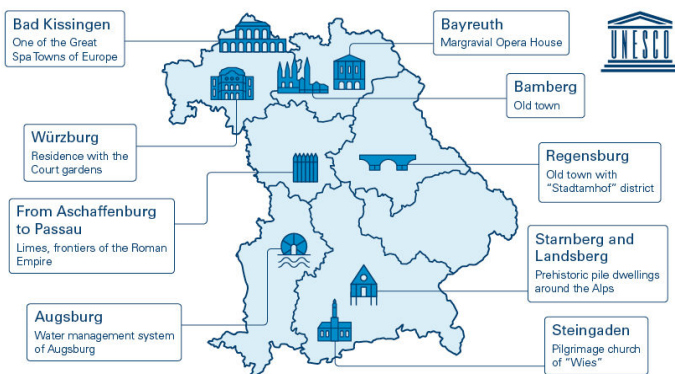 Bad Kissingen
One of the Great
Spa Towns of Europe
Bayreuth
Margravial Opera House
UNESCO
Bamberg
Old town
Würzburg
Residence with the
Court gardens
Regensburg
Old town with
"Stadtamhof" district
From Aschaffenburg
to Passau
Limes, frontiers of the Roman
Empire
Starnberg and
Landsberg
Prehistoric pile dwellings
around the Alps
Augsburg
Water management system
of Augsburg
Steingaden
Pilgrimage church
of "Wies"